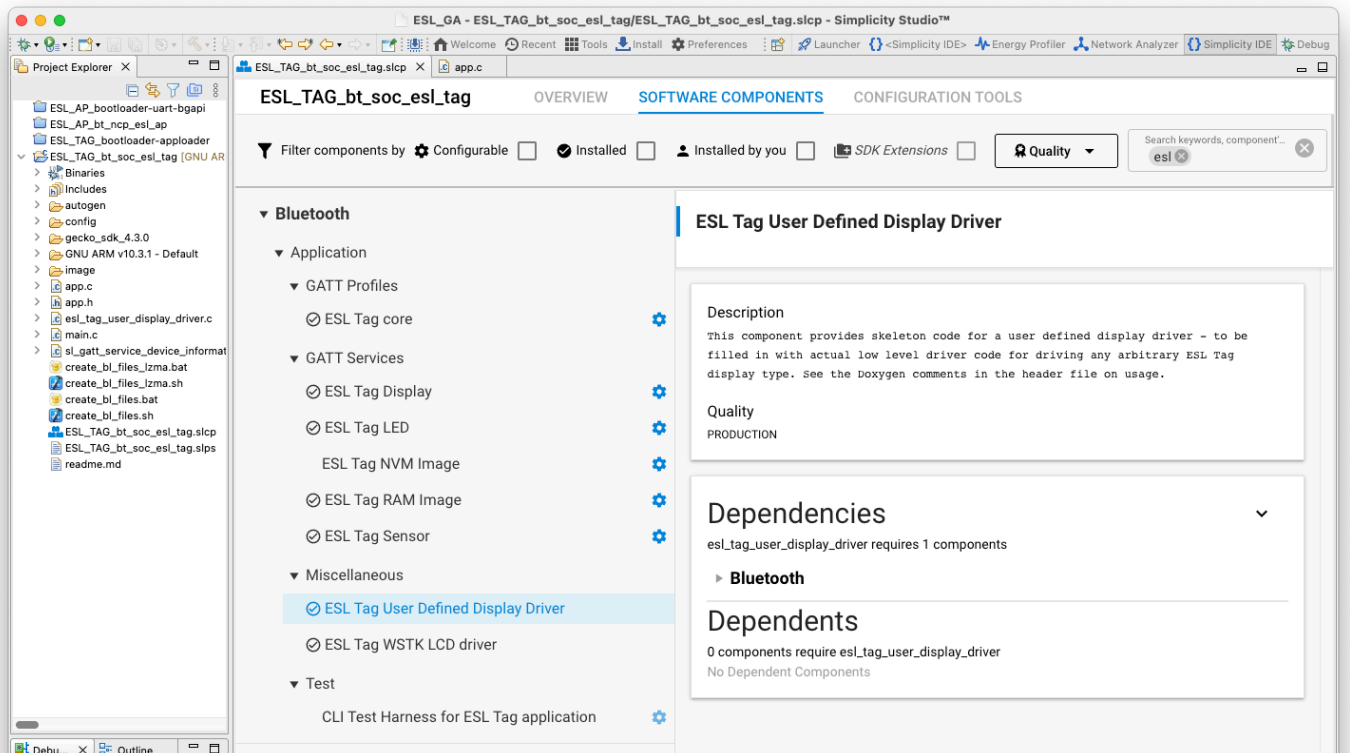 ESL_GA - ESL_TAG_bt_soc_esl_tag/ESL_TAG_bt_soc_esl_tag.slcp - Simplicity Studio™
Welcome Recent Tools Install Preferences Launcher <Simplicity IDE> Energy Profiler Network Analyzer Simplicity IDE Debug
Project Explorer
ESL_AP_bootloader-uart-bgapi
ESL_AP_bt_ncp_esl_ap
ESL_TAG_bootloader-apploader
ESL_TAG_bt_soc_esl_tag [GNU AR
Binaries
Includes
autogen
config
gecko_sdk_4.3.0
GNU ARM v10.3.1 - Default
image
app.c
app.h
esl_tag_user_display_driver.c
main.c
sl_gatt_service_device_informat
create_bl_files_lzma.bat
create_bl_files_lzma.sh
create_bl_files.bat
create_bl_files.sh
ESL_TAG_bt_soc_esl_tag.slcp
ESL_TAG_bt_soc_esl_tag.slps
readme.md
Debu... Outline
ESL_TAG_bt_soc_esl_tag.slcp app.c
ESL_TAG_bt_soc_esl_tag OVERVIEW SOFTWARE COMPONENTS CONFIGURATION TOOLS
Filter components by Configurable Installed Installed by you SDK Extensions Quality
Search keywords, component'...
esl
Bluetooth
Application
GATT Profiles
ESL Tag core
GATT Services
ESL Tag Display
ESL Tag LED
ESL Tag NVM Image
ESL Tag RAM Image
ESL Tag Sensor
Miscellaneous
ESL Tag User Defined Display Driver
ESL Tag WSTK LCD driver
Test
CLI Test Harness for ESL Tag application
ESL Tag User Defined Display Driver
Description
This component provides skeleton code for a user defined display driver - to be
filled in with actual low level driver code for driving any arbitrary ESL Tag
display type. See the Doxygen comments in the header file on usage.
Quality
PRODUCTION
Dependencies
esl_tag_user_display_driver requires 1 components
Bluetooth
Dependents
0 components require esl_tag_user_display_driver
No Dependent Components